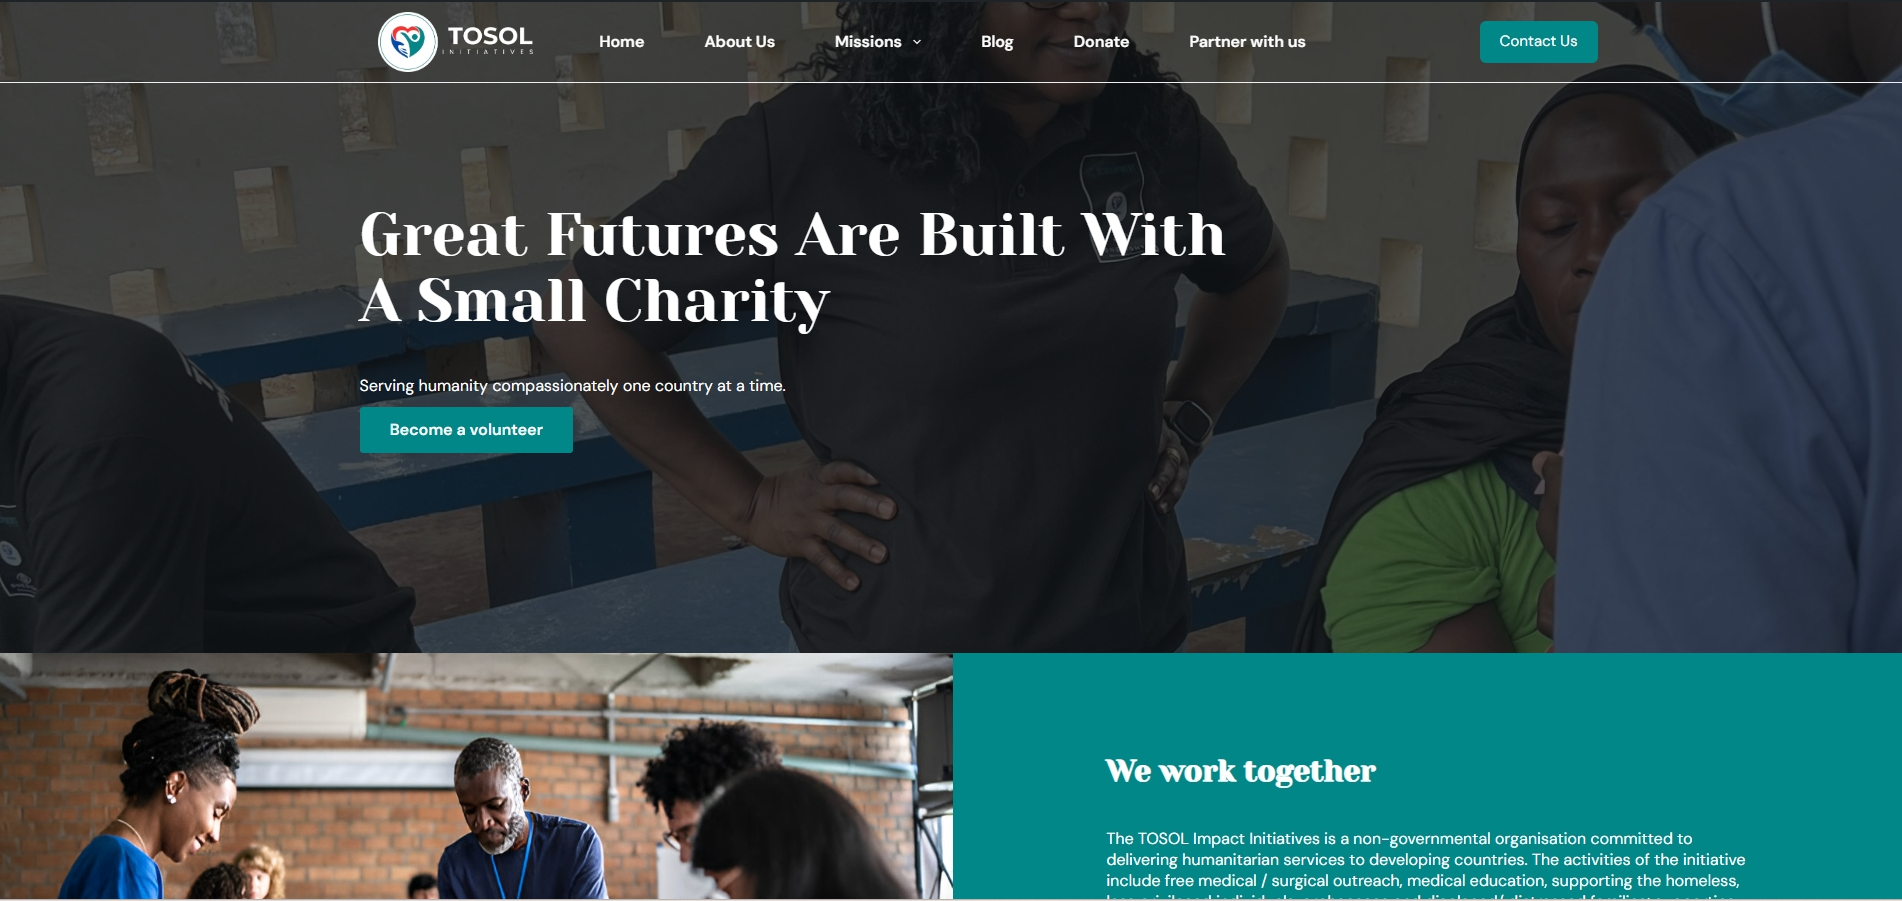 TOSOL
INITIATIVES
Home
About Us
Missions
Blog
Donate
Partner with us
Contact Us
Great Futures Are Built With
A Small Charity
Serving humanity compassionately one country at a time.
Become a volunteer
We work together
The TOSOL Impact Initiatives is a non-governmental organisation committed to
delivering humanitarian services to developing countries. The activities of the initiative
include free medical / surgical outreach, medical education, supporting the homeless,